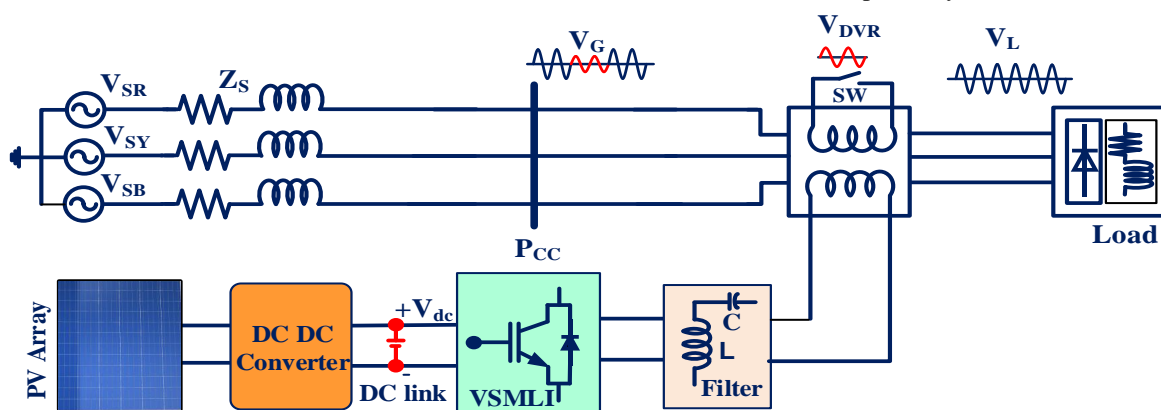 V_SR
Z_S
V_G
V_DVR
SW
V_L
V_SY
V_SB
P_CC
Load
PV Array
DC DC
Converter
+V_dc
-
DC link
VSMLI
C
L
Filter